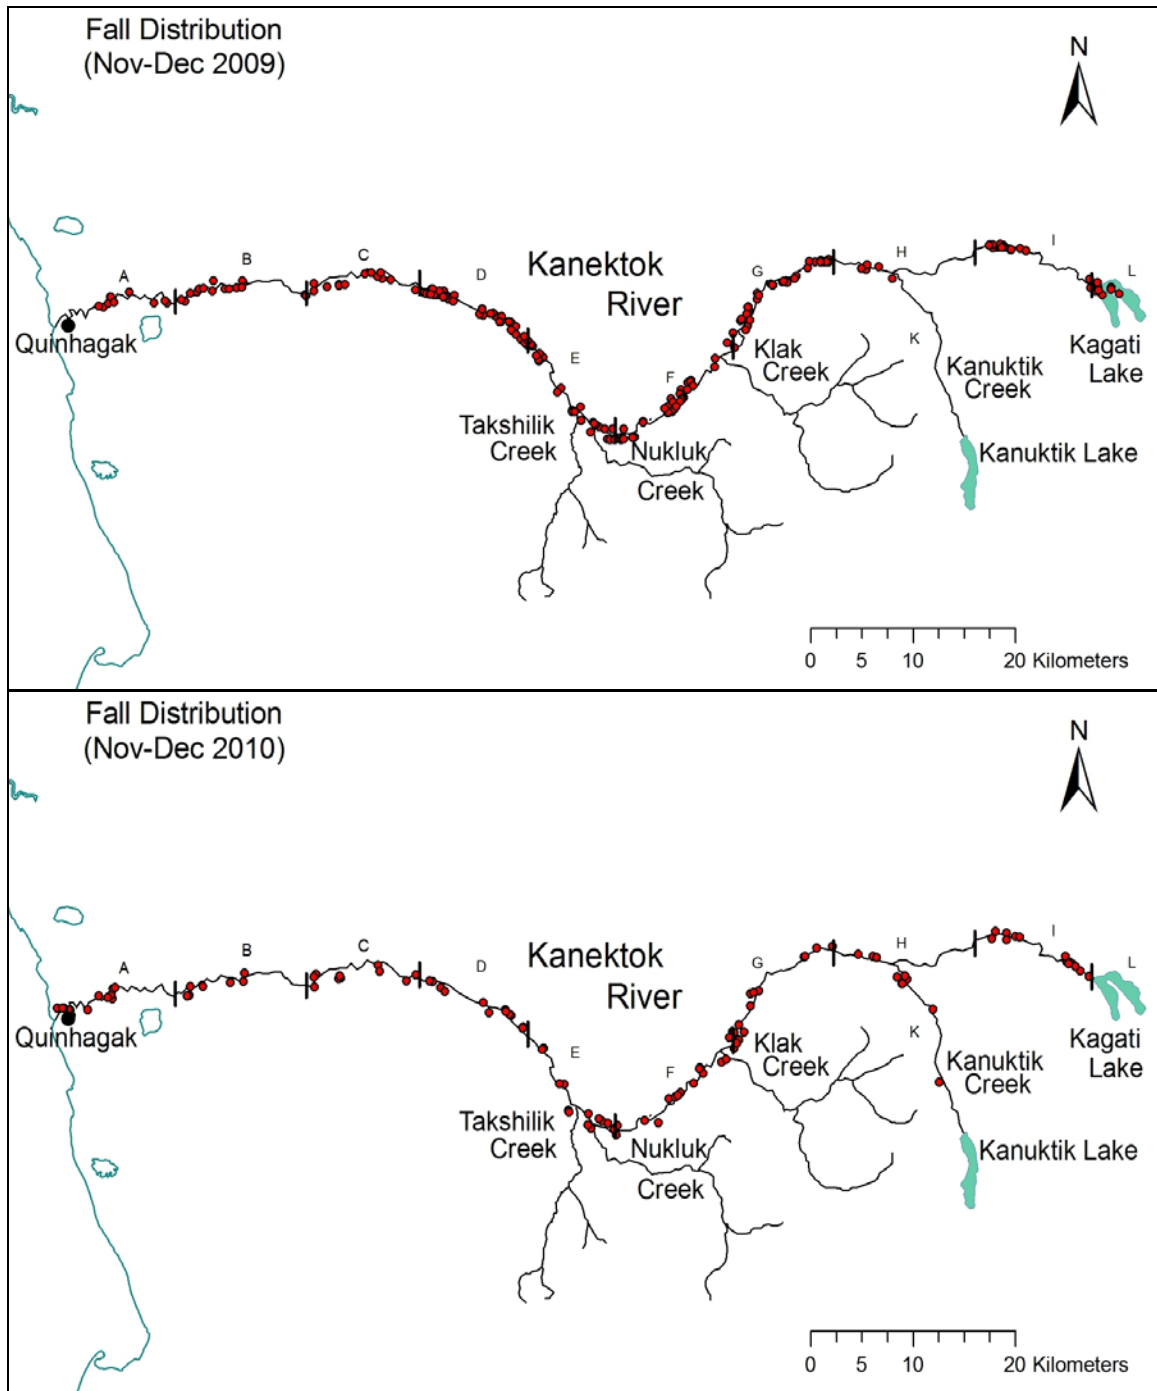 Fall Distribution
(Nov-Dec 2009)
N
A
B
C
D
E
F
G
H
I
K
L
Kanektok
River
Quinhagak
Takshilik
Creek
Nukluk
Creek
Klak
Creek
Kanuktik
Creek
Kanuktik Lake
Kagati
Lake
0 5 10 20 Kilometers
Fall Distribution
(Nov-Dec 2010)
N
A
B
C
D
E
F
G
H
I
K
L
Kanektok
River
Quinhagak
Takshilik
Creek
Nukluk
Creek
Klak
Creek
Kanuktik
Creek
Kanuktik Lake
Kagati
Lake
0 5 10 20 Kilometers